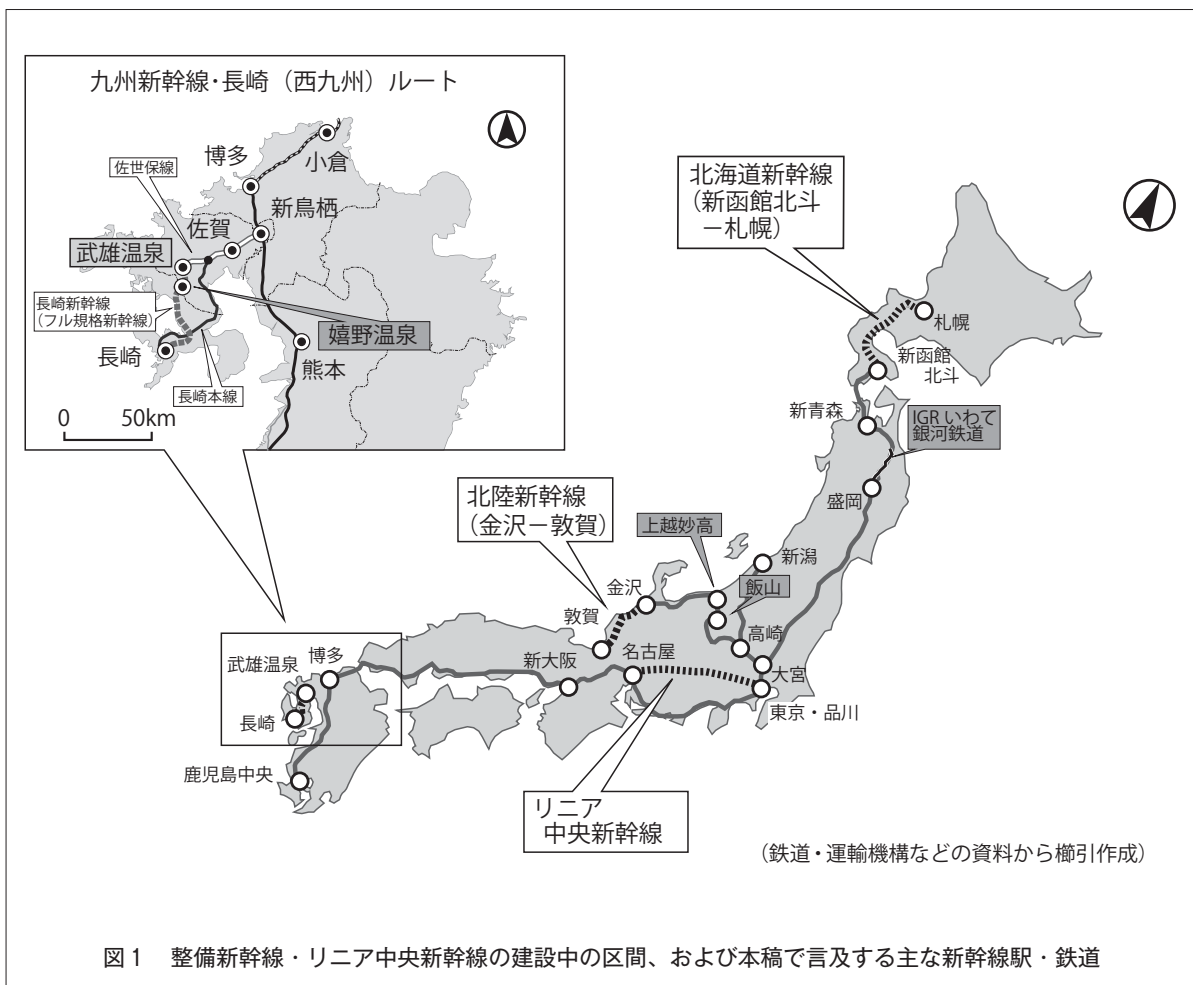 九州新幹線・長崎（西九州）ルート
博多
小倉
佐世保線
新鳥栖
佐賀
武雄温泉
長崎新幹線
(フル規格新幹線)
嬉野温泉
長崎
熊本
長崎本線
0 50km
北海道新幹線
(新函館北斗
－札幌)
札幌
新函館
北斗
新青森
IGRいわて
銀河鉄道
盛岡
北陸新幹線
(金沢－敦賀)
上越妙高
新潟
金沢
飯山
敦賀
高崎
名古屋
大宮
新大阪
武雄温泉
博多
東京・品川
長崎
鹿児島中央
リニア
中央新幹線
(鉄道・運輸機構などの資料から櫛引作成)
図1　整備新幹線・リニア中央新幹線の建設中の区間、および本稿で言及する主な新幹線駅・鉄道